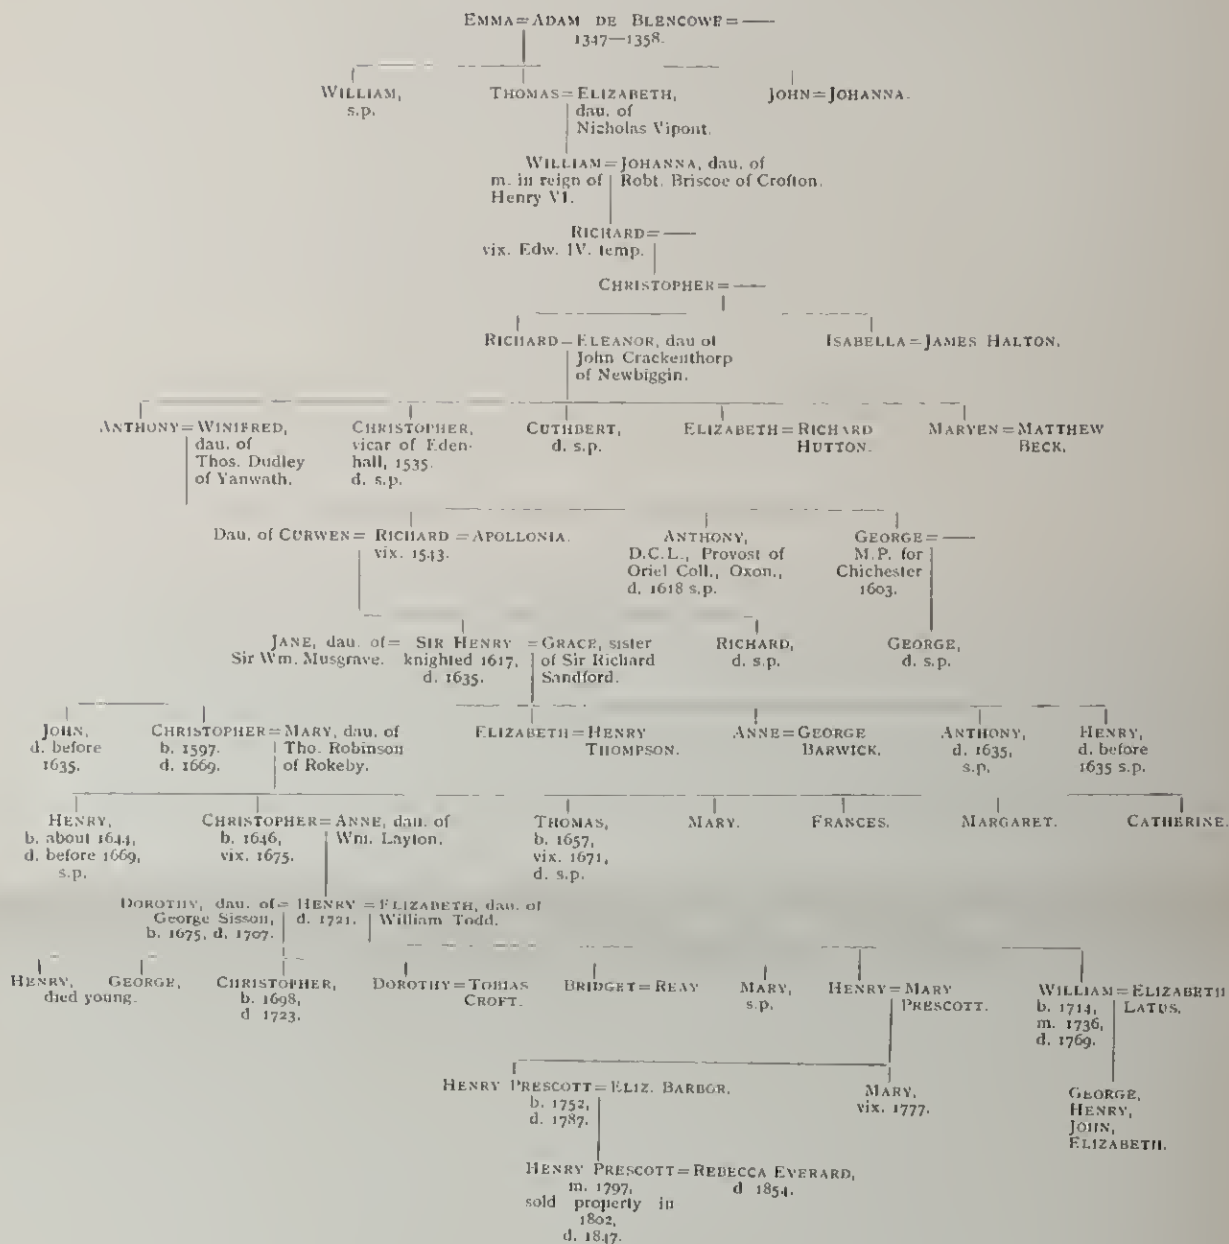 EMMA = ADAM DE BLENCOWE = —
1347—1358.
WILLIAM,
s.p.
THOMAS = ELIZABETH,
dau. of
Nicholas Vipont.
JOHN = JOHANNA.
WILLIAM = JOHANNA, dau. of
m. in reign of Robt. Briscoe of Crofton.
Henry VI.
RICHARD = —
vix. Edw. IV. temp.
CHRISTOPHER = —
RICHARD = ELEANOR, dau of
John Crackenthorp
of Newbiggin.
ISABELLA = JAMES HALTON.
ANTHONY = WINIFRED,
dau. of
Thos. Dudley
of Yanwath.
CHRISTOPHER,
vicar of Eden-
hall, 1535.
d. s.p.
CUTHBERT,
d. s.p.
ELIZABETH = RICHARD
HUTTON.
MARYEN = MATTHEW
BECK.
Dau. of CURWEN = RICHARD = APOLLONIA.
vix. 1543.
ANTHONY,
D.C.L., Provost of
Oriel Coll., Oxon.,
d. 1618 s.p.
GEORGE = —
M.P. for
Chichester
1603.
JANE, dau. of = SIR HENRY = GRACE, sister
Sir Wm. Musgrave. knighted 1617, of Sir Richard
d. 1635. Sandford.
RICHARD,
d. s.p.
GEORGE,
d. s.p.
JOHN,
d. before
1635.
CHRISTOPHER = MARY, dau. of
b. 1597. Tho. Robinson
d. 1669. of Rokeby.
ELIZABETH = HENRY
THOMPSON.
ANNE = GEORGE
BARWICK.
ANTHONY,
d. 1635,
s.p.
HENRY,
d. before
1635 s.p.
HENRY,
b. about 1644,
d. before 1669,
s.p.
CHRISTOPHER = ANNE, dau. of
b. 1646, Wm. Layton.
vix. 1675.
THOMAS,
b. 1657,
vix. 1671,
d. s.p.
MARY.
FRANCES.
MARGARET.
CATHERINE.
DOROTHY, dau. of = HENRY = ELIZABETH, dau. of
George Sisson, d. 1721. William Todd.
b. 1675, d. 1707.
HENRY, GEORGE,
died young.
CHRISTOPHER,
b. 1698,
d 1723.
DOROTHY = TOBIAS
CROFT.
BRIDGET = REAY
MARY,
s.p.
HENRY = MARY
PRESCOTT.
WILLIAM = ELIZABETH
b. 1714, LATUS.
m. 1736,
d. 1769.
HENRY PRESCOTT = ELIZ. BARBOR.
b. 1752,
d. 1787.
MARY,
vix. 1777.
GEORGE,
HENRY,
JOHN,
ELIZABETH.
HENRY PRESCOTT = REBECCA EVERARD,
m. 1797, d 1854.
sold property in
1802,
d. 1847.